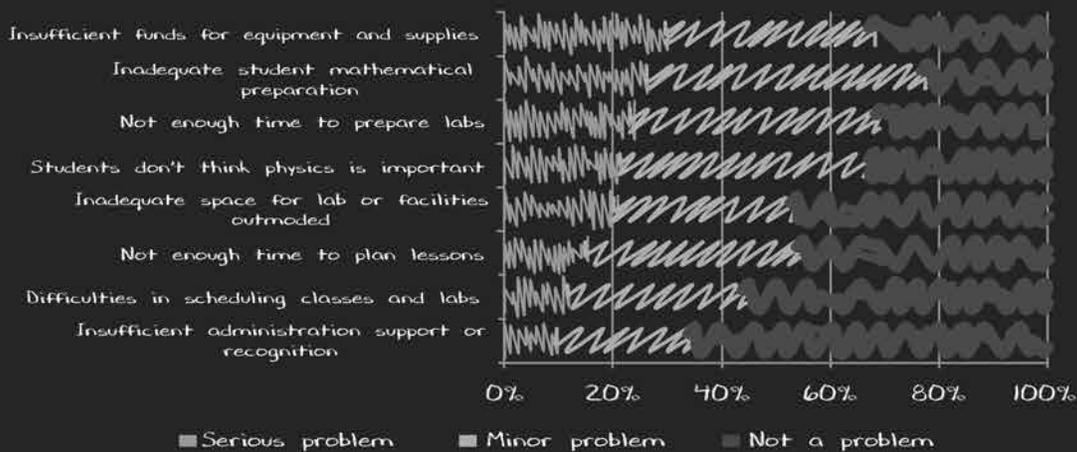 Insufficient funds for equipment and supplies
Inadequate student mathematical
preparation
Not enough time to prepare labs
Students don't think physics is important
Inadequate space for lab or facilities
outmoded
Not enough time to plan lessons
Difficulties in scheduling classes and labs
Insufficient administration support or
recognition
0% 20% 40% 60% 80% 100%
Serious problem Minor problem Not a problem